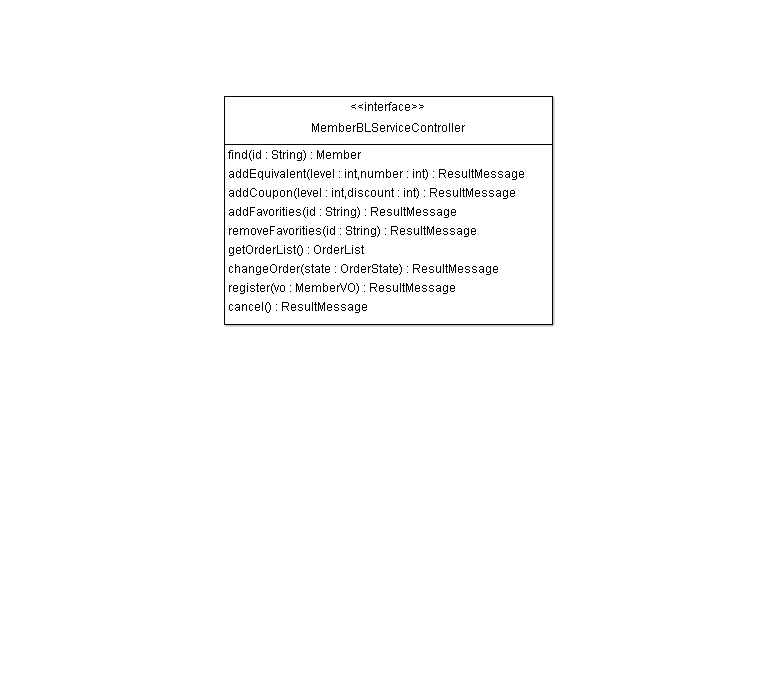 <<interface>>
MemberBLServiceController
find(id : String) : Member
addEquivalent(level : int,number : int) : ResultMessage
addCoupon(level : int,discount : int) : ResultMessage
addFavorities(id : String) : ResultMessage
removeFavorities(id : String) : ResultMessage
getOrderList() : OrderList
changeOrder(state : OrderState) : ResultMessage
register(vo : MemberVO) : ResultMessage
cancel() : ResultMessage